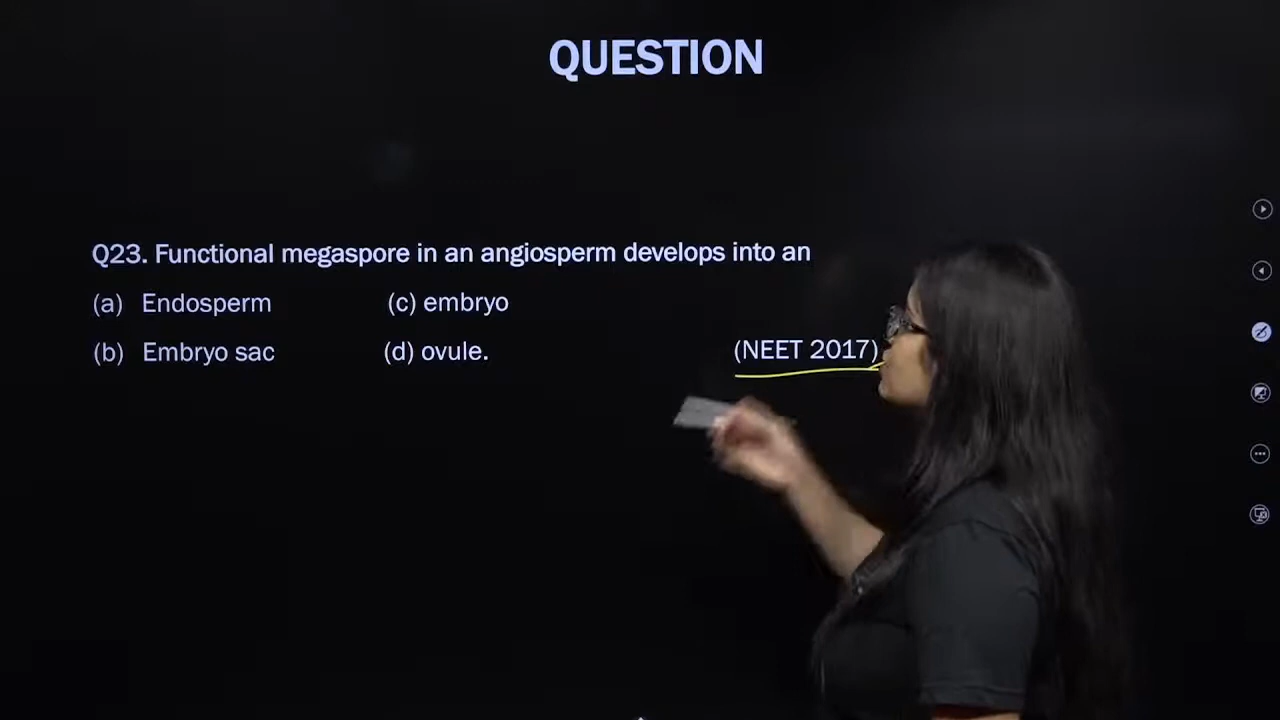 QUESTION
Q23. Functional megaspore in an angiosperm develops into an
(a) Endosperm (c) embryo
(b) Embryo sac (d) ovule.
(NEET 2017)